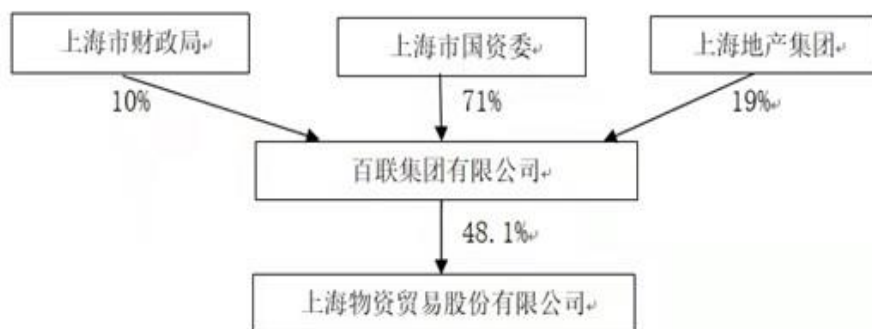 上海市财政局
上海市国资委
上海地产集团
10%
71%
19%
百联集团有限公司
48.1%
上海物资贸易股份有限公司